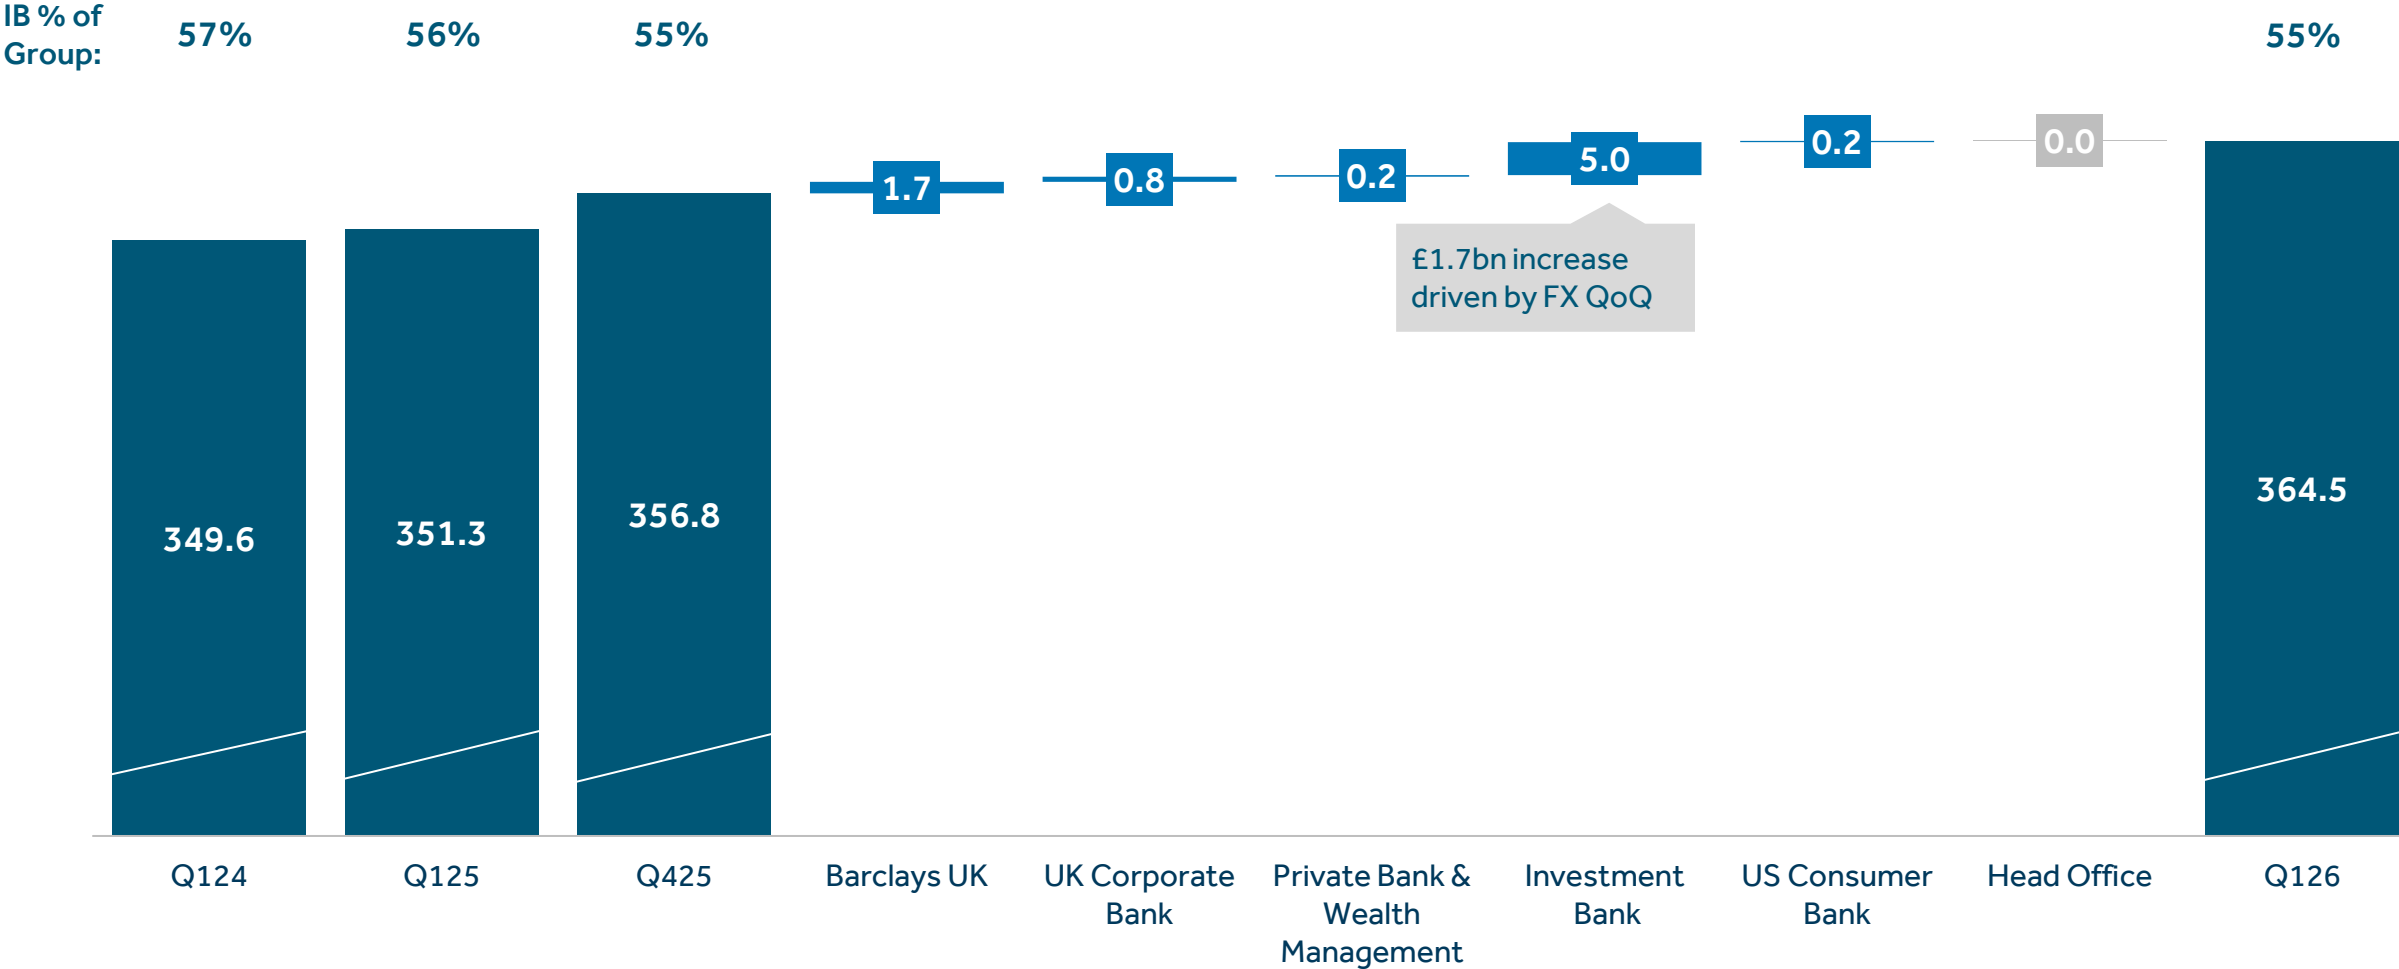 IB % of
Group:
57%
56%
55%
55%
1.7
0.8
0.2
5.0
0.2
0.0
£1.7bn increase
driven by FX QoQ
349.6
351.3
356.8
364.5
Q124
Q125
Q425
Barclays UK
UK Corporate
Bank
Private Bank &
Wealth
Management
Investment
Bank
US Consumer
Bank
Head Office
Q126